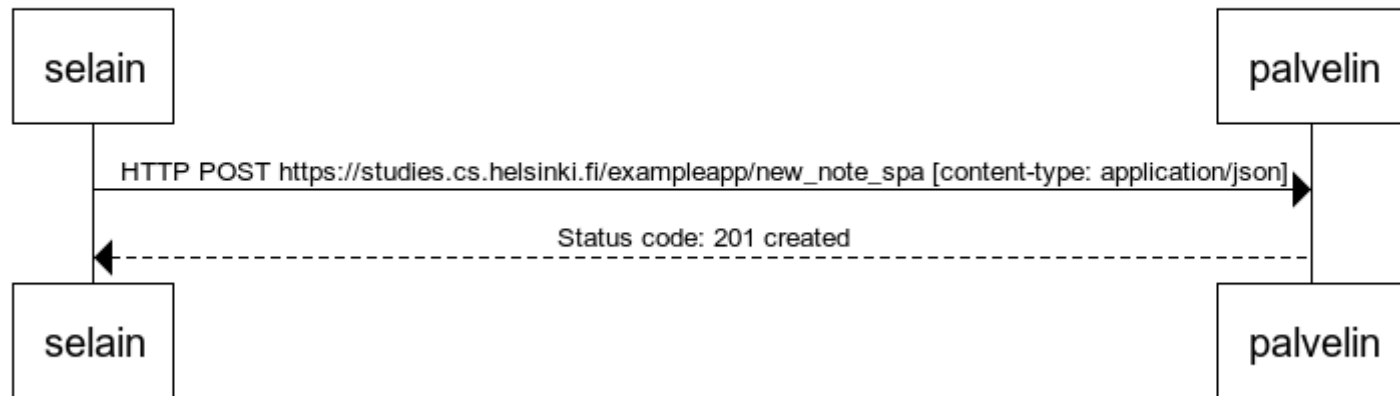 selain palvelin
HTTP POST https://studies.cs.helsinki.fi/exampleapp/new_note_spa [content-type: application/json]
Status code: 201 created
selain palvelin